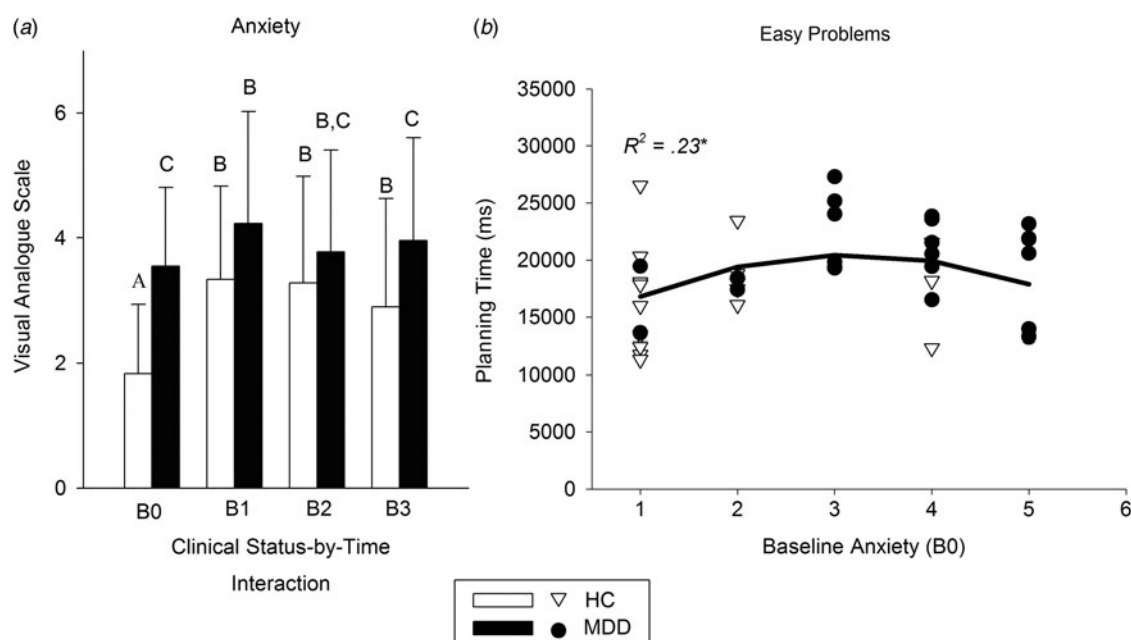 (a)
Anxiety
Visual Analogue Scale
6
4
2
0
A
C
B
B
B
B,C
B
C
B0
B1
B2
B3
Clinical Status-by-Time
Interaction
(b)
Easy Problems
Planning Time (ms)
35000
30000
25000
20000
15000
10000
5000
0
R² = .23*
1 2 3 4 5 6
Baseline Anxiety (B0)
HC
MDD